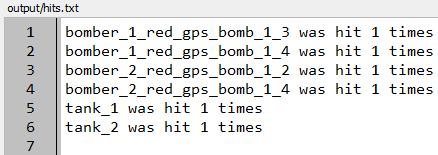 output/hits.txt
1 bomber_1_red_gps_bomb_1_3 was hit 1 times
2 bomber_1_red_gps_bomb_1_4 was hit 1 times
3 bomber_2_red_gps_bomb_1_2 was hit 1 times
4 bomber_2_red_gps_bomb_1_4 was hit 1 times
5 tank_1 was hit 1 times
6 tank_2 was hit 1 times
7